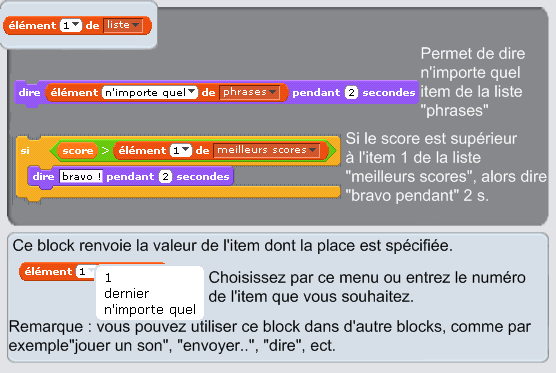 élément 1 de liste
dire élément n'importe quel de phrases pendant 2 secondes
Permet de dire
n'importe quel
item de la liste
"phrases"
si score > élément 1 de meilleurs scores
dire bravo ! pendant 2 secondes
Si le score est supérieur
à l'item 1 de la liste
"meilleurs scores", alors dire
"bravo pendant" 2 s.
Ce block renvoie la valeur de l'item dont la place est spécifiée.
élément 1
1
dernier
n'importe quel
Choisissez par ce menu ou entrez le numéro
de l'item que vous souhaitez.
Remarque : vous pouvez utiliser ce block dans d'autre blocks, comme par
exemple"jouer un son", "envoyer..", "dire", ect.